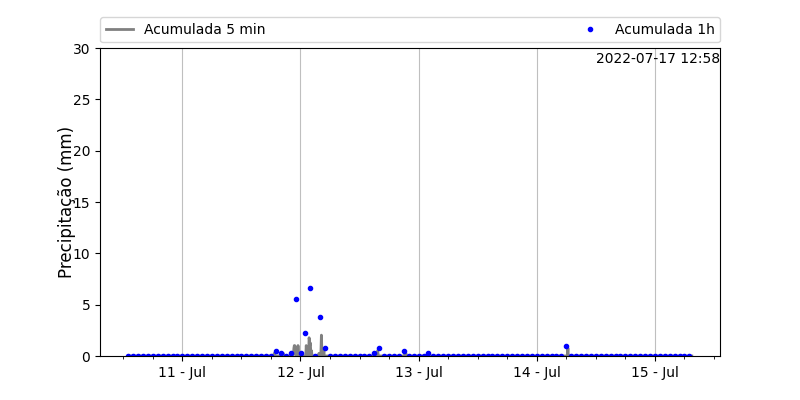 Acumulada 5 min
Acumulada 1h
2022-07-17 12:58
Precipitação (mm)
30
25
20
15
10
5
0
11 - Jul
12 - Jul
13 - Jul
14 - Jul
15 - Jul